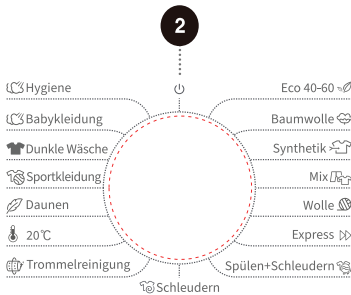 2
Hygiene
Babykleidung
Dunkle Wäsche
Sportkleidung
Daunen
20℃
Trommelreinigung
Eco 40-60
Baumwolle
Synthetik
Mix
Wolle
Express
Spülen+Schleudern
Schleudern